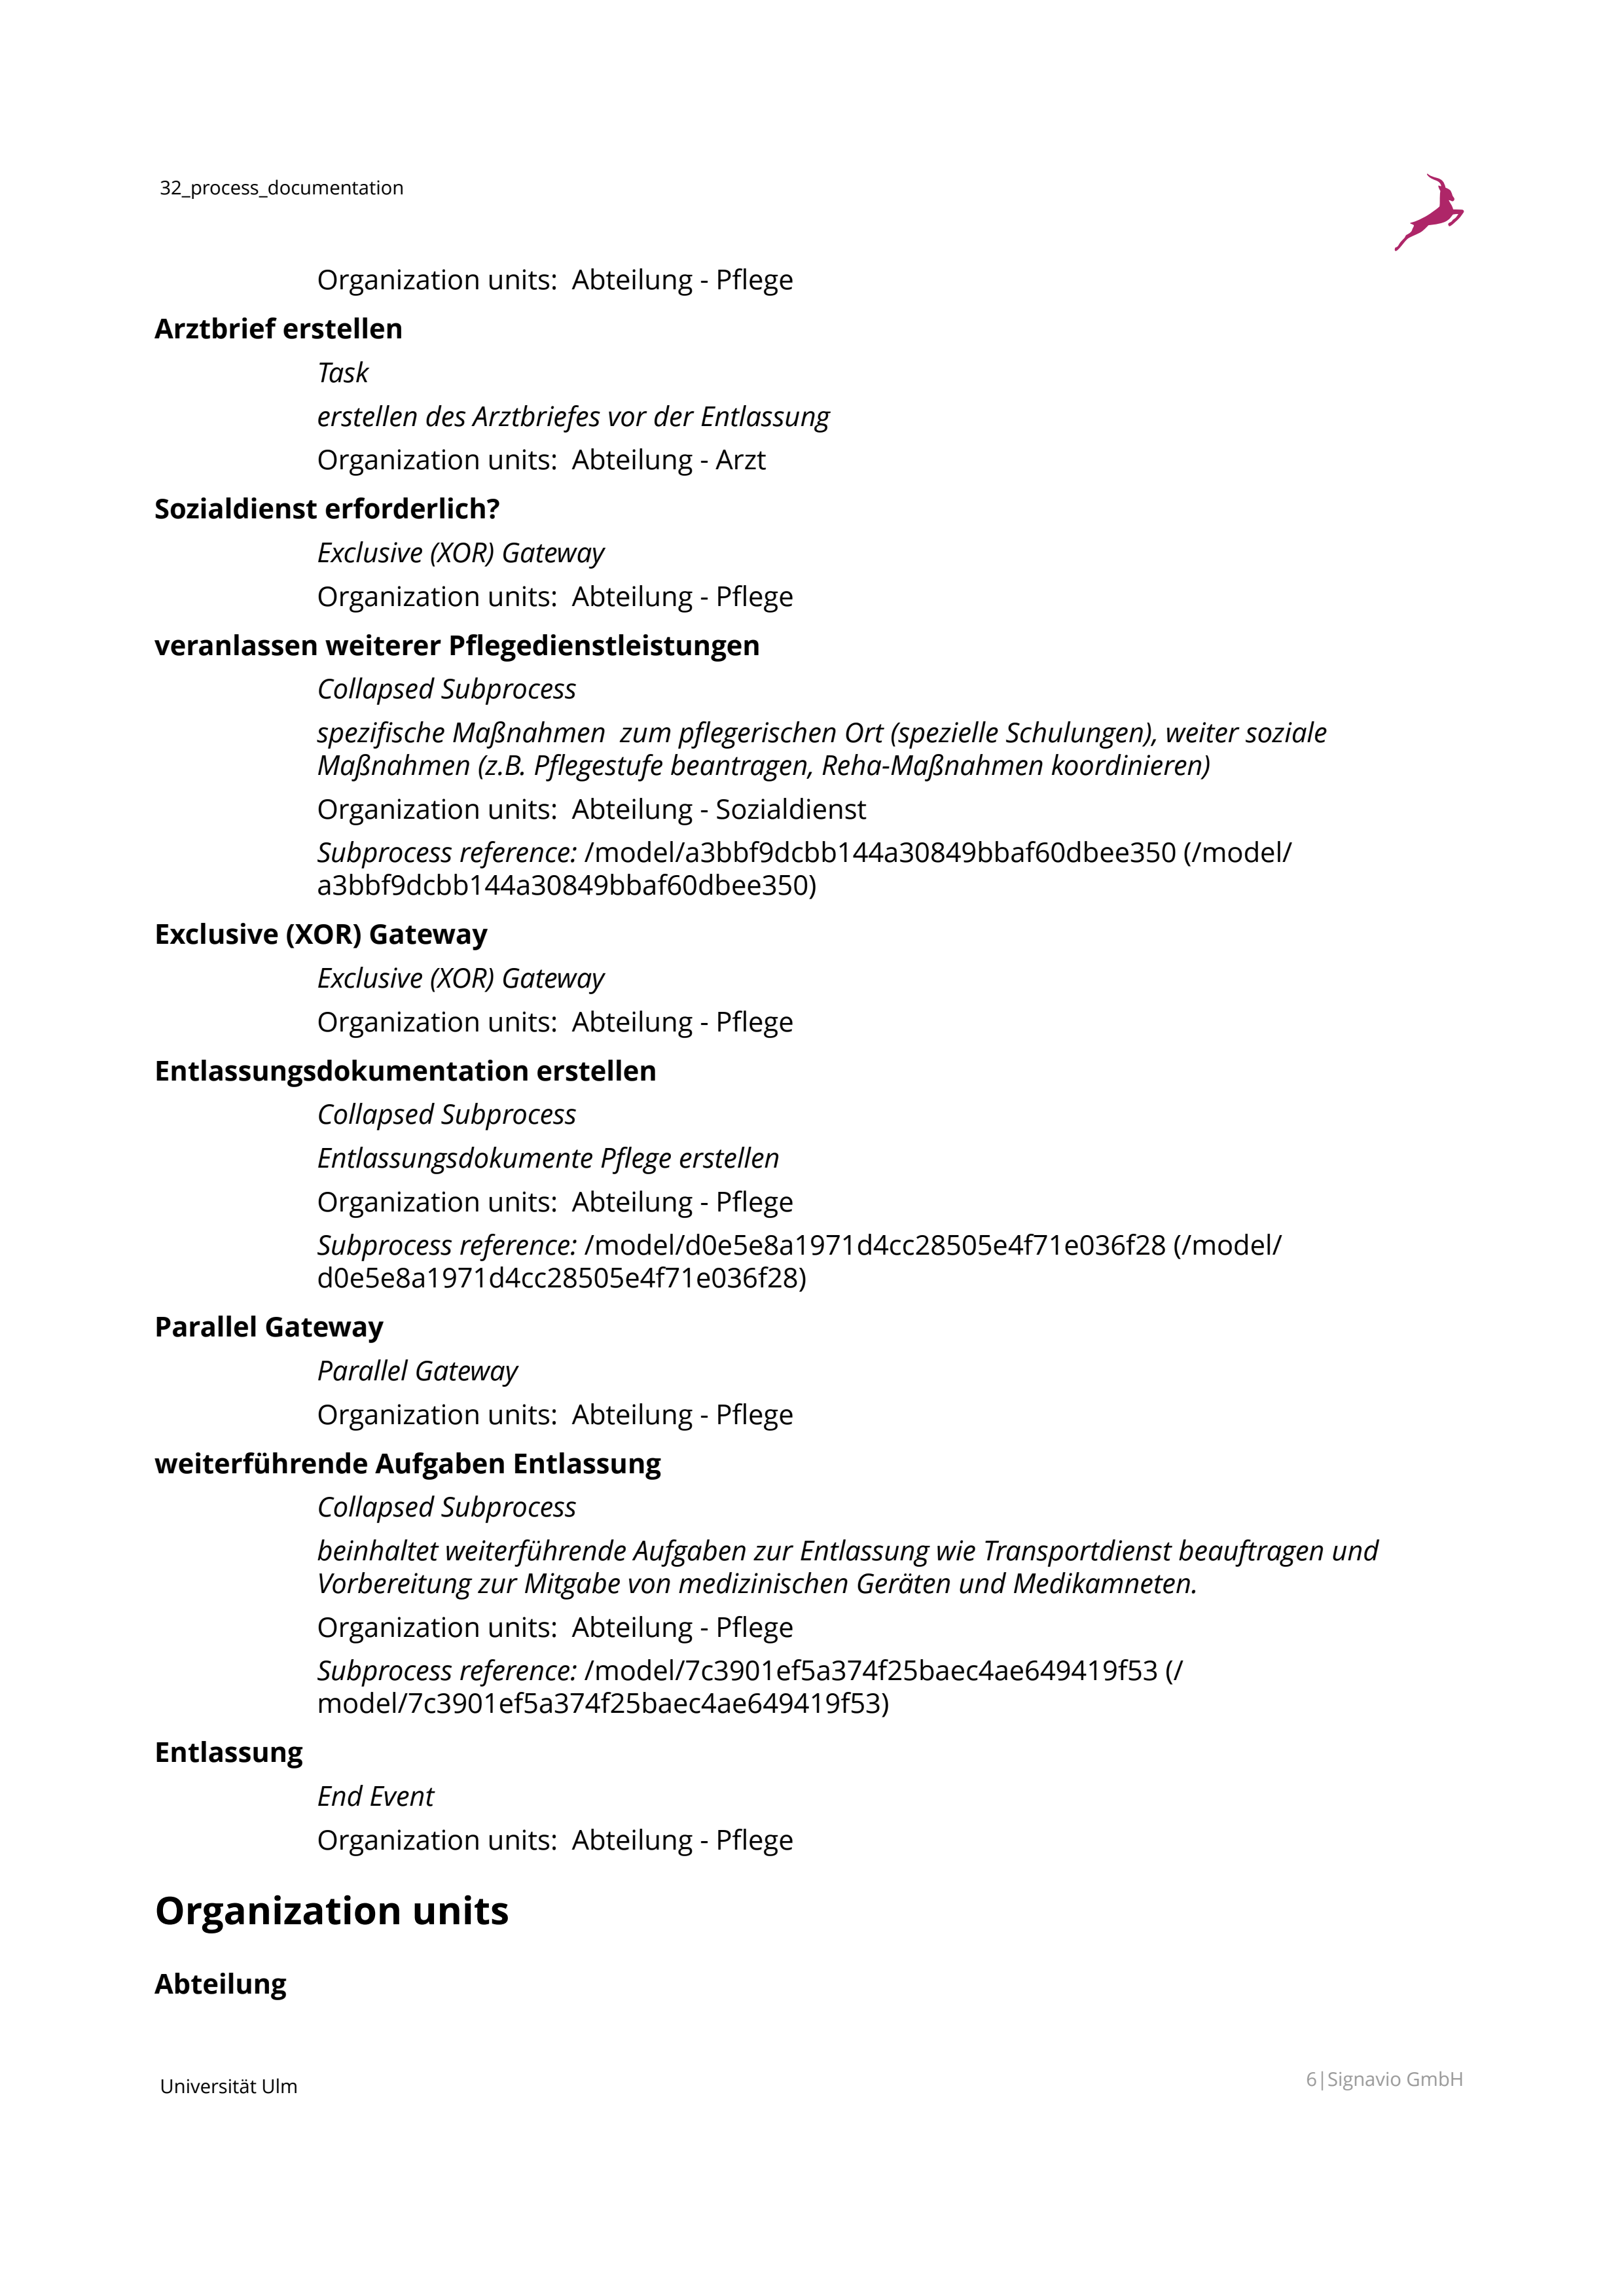 32_process_documentation
Organization units:  Abteilung - Pflege
Arztbrief erstellen
Task
erstellen des Arztbriefes vor der Entlassung
Organization units:  Abteilung - Arzt
Sozialdienst erforderlich?
Exclusive (XOR) Gateway
Organization units:  Abteilung - Pflege
veranlassen weiterer Pflegedienstleistungen
Collapsed Subprocess
spezifische Maßnahmen  zum pflegerischen Ort (spezielle Schulungen), weiter soziale
Maßnahmen (z.B. Pflegestufe beantragen, Reha-Maßnahmen koordinieren)
Organization units:  Abteilung - Sozialdienst
Subprocess reference: /model/a3bbf9dcbb144a30849bbaf60dbee350 (/model/
a3bbf9dcbb144a30849bbaf60dbee350)
Exclusive (XOR) Gateway
Exclusive (XOR) Gateway
Organization units:  Abteilung - Pflege
Entlassungsdokumentation erstellen
Collapsed Subprocess
Entlassungsdokumente Pflege erstellen
Organization units:  Abteilung - Pflege
Subprocess reference: /model/d0e5e8a1971d4cc28505e4f71e036f28 (/model/
d0e5e8a1971d4cc28505e4f71e036f28)
Parallel Gateway
Parallel Gateway
Organization units:  Abteilung - Pflege
weiterführende Aufgaben Entlassung
Collapsed Subprocess
beinhaltet weiterführende Aufgaben zur Entlassung wie Transportdienst beauftragen und
Vorbereitung zur Mitgabe von medizinischen Geräten und Medikamneten.
Organization units:  Abteilung - Pflege
Subprocess reference: /model/7c3901ef5a374f25baec4ae649419f53 (/
model/7c3901ef5a374f25baec4ae649419f53)
Entlassung
End Event
Organization units:  Abteilung - Pflege
Organization units
Abteilung
Universität Ulm
6|Signavio GmbH